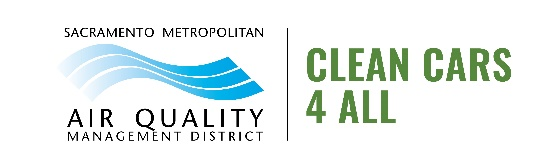 SACRAMENTO METROPOLITAN
AIR QUALITY
MANAGEMENT DISTRICT
CLEAN CARS
4 ALL